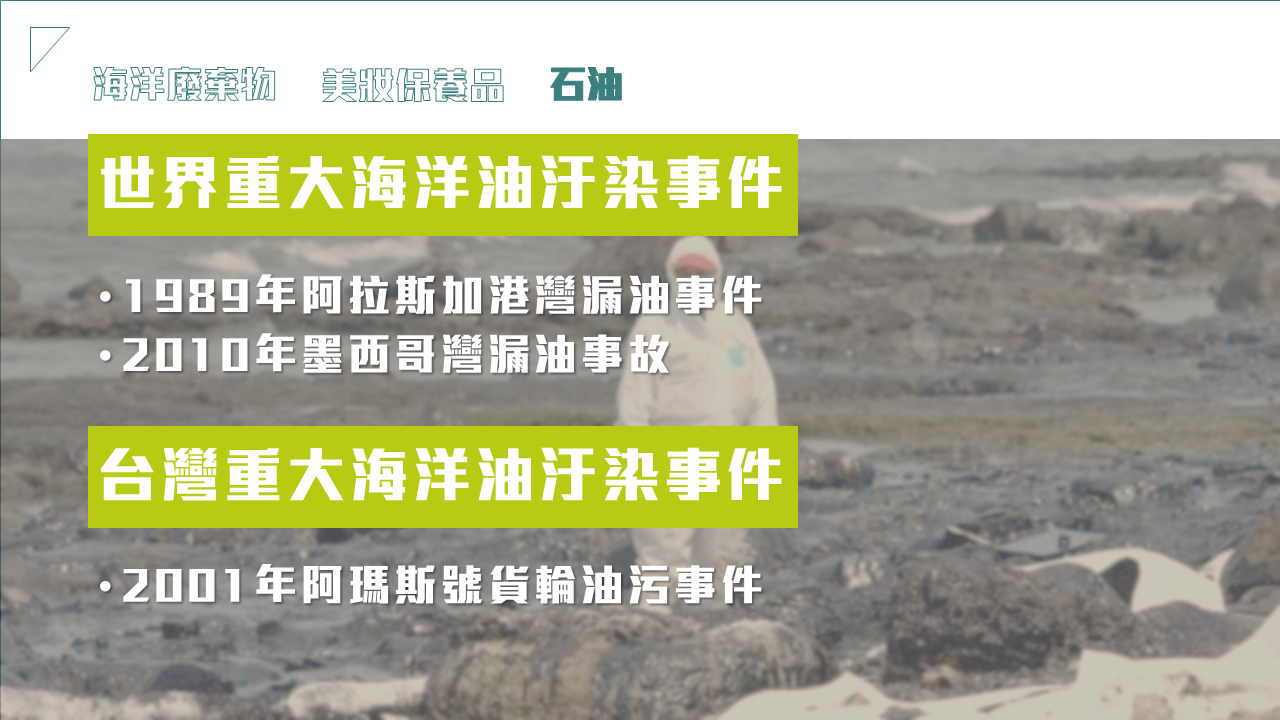 海洋廢棄物 美妝保養品 石油
世界重大海洋油汙染事件
•1989年阿拉斯加港灣漏油事件
•2010年墨西哥灣漏油事故
台灣重大海洋油汙染事件
•2001年阿瑪斯號貨輪油污事件